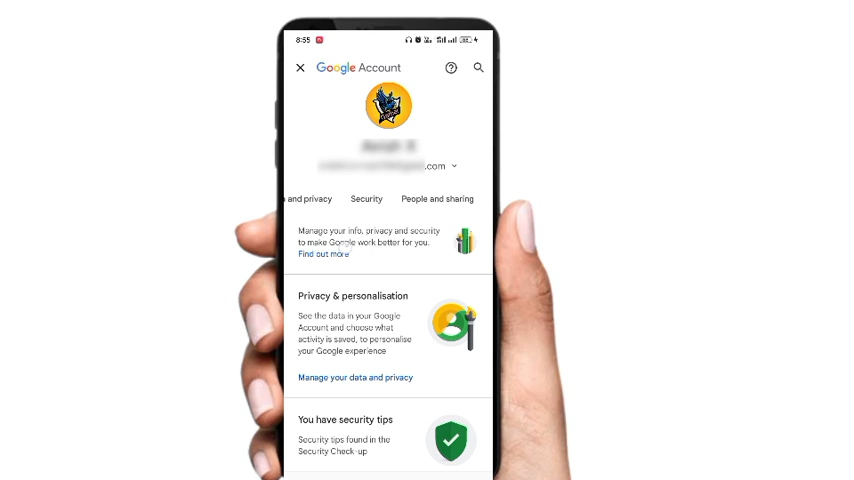 8:55
Google Account
.com
and privacy Security People and sharing
Manage your info, privacy and security
to make Google work better for you.
Find out more
Privacy & personalisation
See the data in your Google
Account and choose what
activity is saved, to personalise
your Google experience
Manage your data and privacy
You have security tips
Security tips found in the
Security Check-up